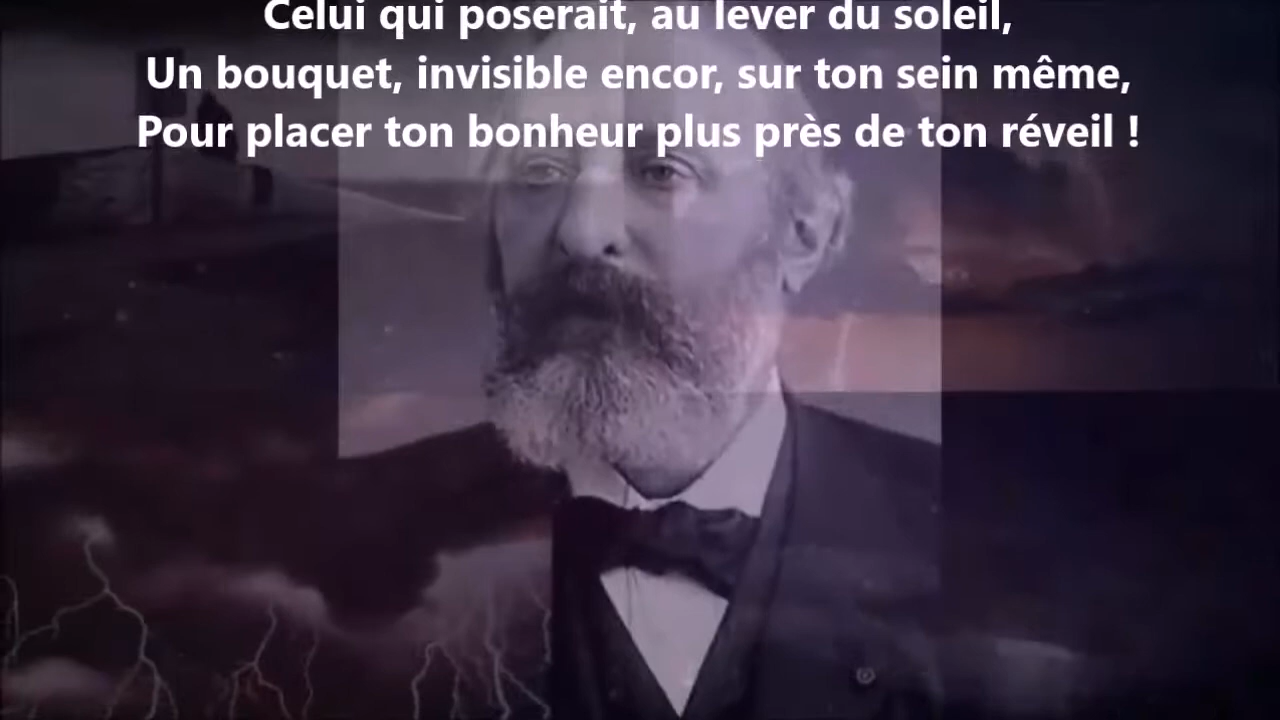 Celui qui poserait, au lever du soleil,
Un bouquet, invisible encor, sur ton sein même,
Pour placer ton bonheur plus près de ton réveil !